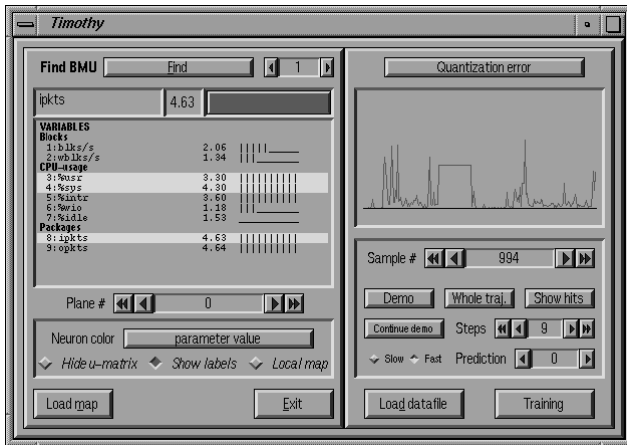 Timothy
Find BMU Find 1
ipkts 4.63
VARIABLES
Blocks
1:blks/s 2.06
2:wblks/s 1.34
CPU-usage
3:%usr 3.30
4:%sys 4.30
5:%intr 3.60
6:%wio 1.18
7:%idle 1.53
Packages
8:ipkts 4.63
9:opkts 4.64
Plane # 0
Neuron color parameter value
Hide u-matrix Show labels Local map
Load map Exit
Quantization error
Sample # 994
Demo Whole traj. Show hits
Continue demo Steps 9
Slow Fast Prediction 0
Load datafile Training